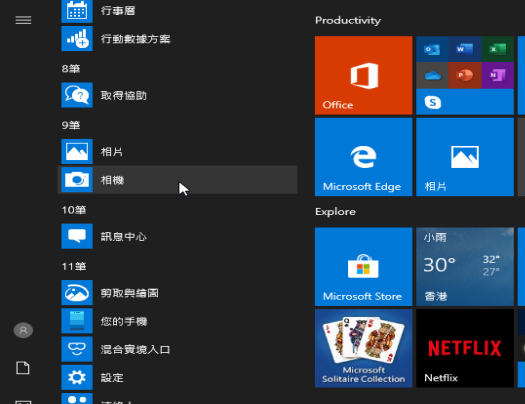 行事曆
行動數據方案
8筆
取得協助
9筆
相片
相機
10筆
訊息中心
11筆
剪取與繪圖
您的手機
混合實境入口
設定
Productivity
Office
Microsoft Edge
相片
Explore
Microsoft Store
小雨
30°
32°
27°
香港
Microsoft
Solitaire Collection
NETFLIX
Netflix